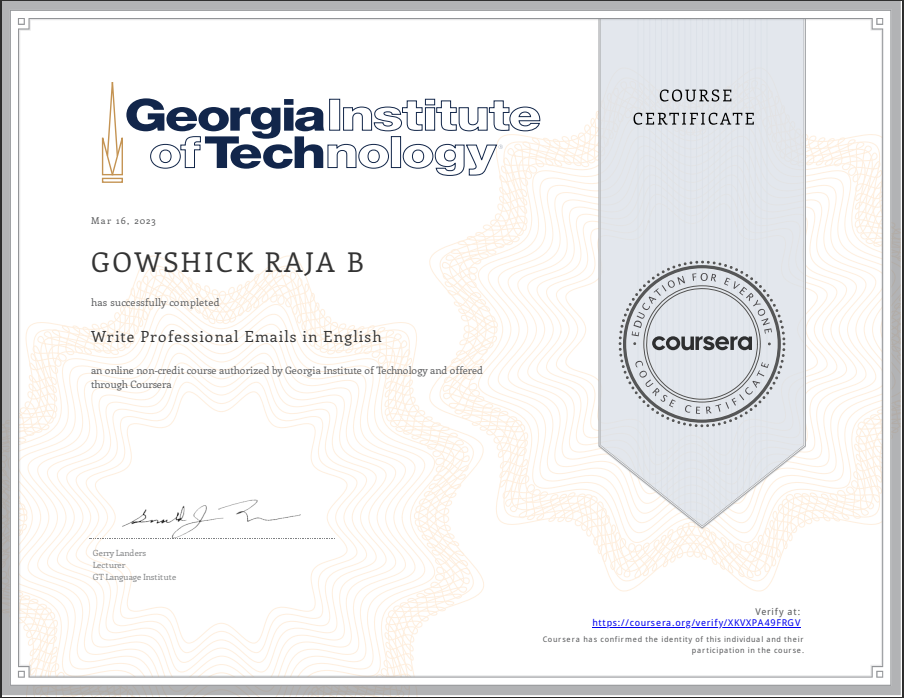 Georgia Institute
of Technology
COURSE
CERTIFICATE
Mar 16, 2023
GOWSHICK RAJA B
has successfully completed
Write Professional Emails in English
an online non-credit course authorized by Georgia Institute of Technology and offered
through Coursera
EDUCATION FOR EVERYONE
coursera
COURSE CERTIFICATE
Gerry Landers
Lecturer
GT Language Institute
Verify at:
https://coursera.org/verify/XKVXPA49FRGV
Coursera has confirmed the identity of this individual and their
participation in the course.